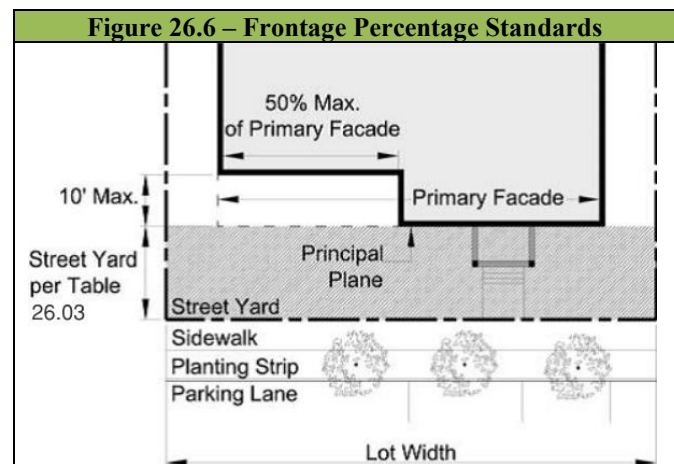 Figure 26.6 – Frontage Percentage Standards
50% Max.
of Primary Facade
10' Max.
Primary Facade
Principal
Plane
Street Yard
per Table
26.03
Street Yard
Sidewalk
Planting Strip
Parking Lane
Lot Width